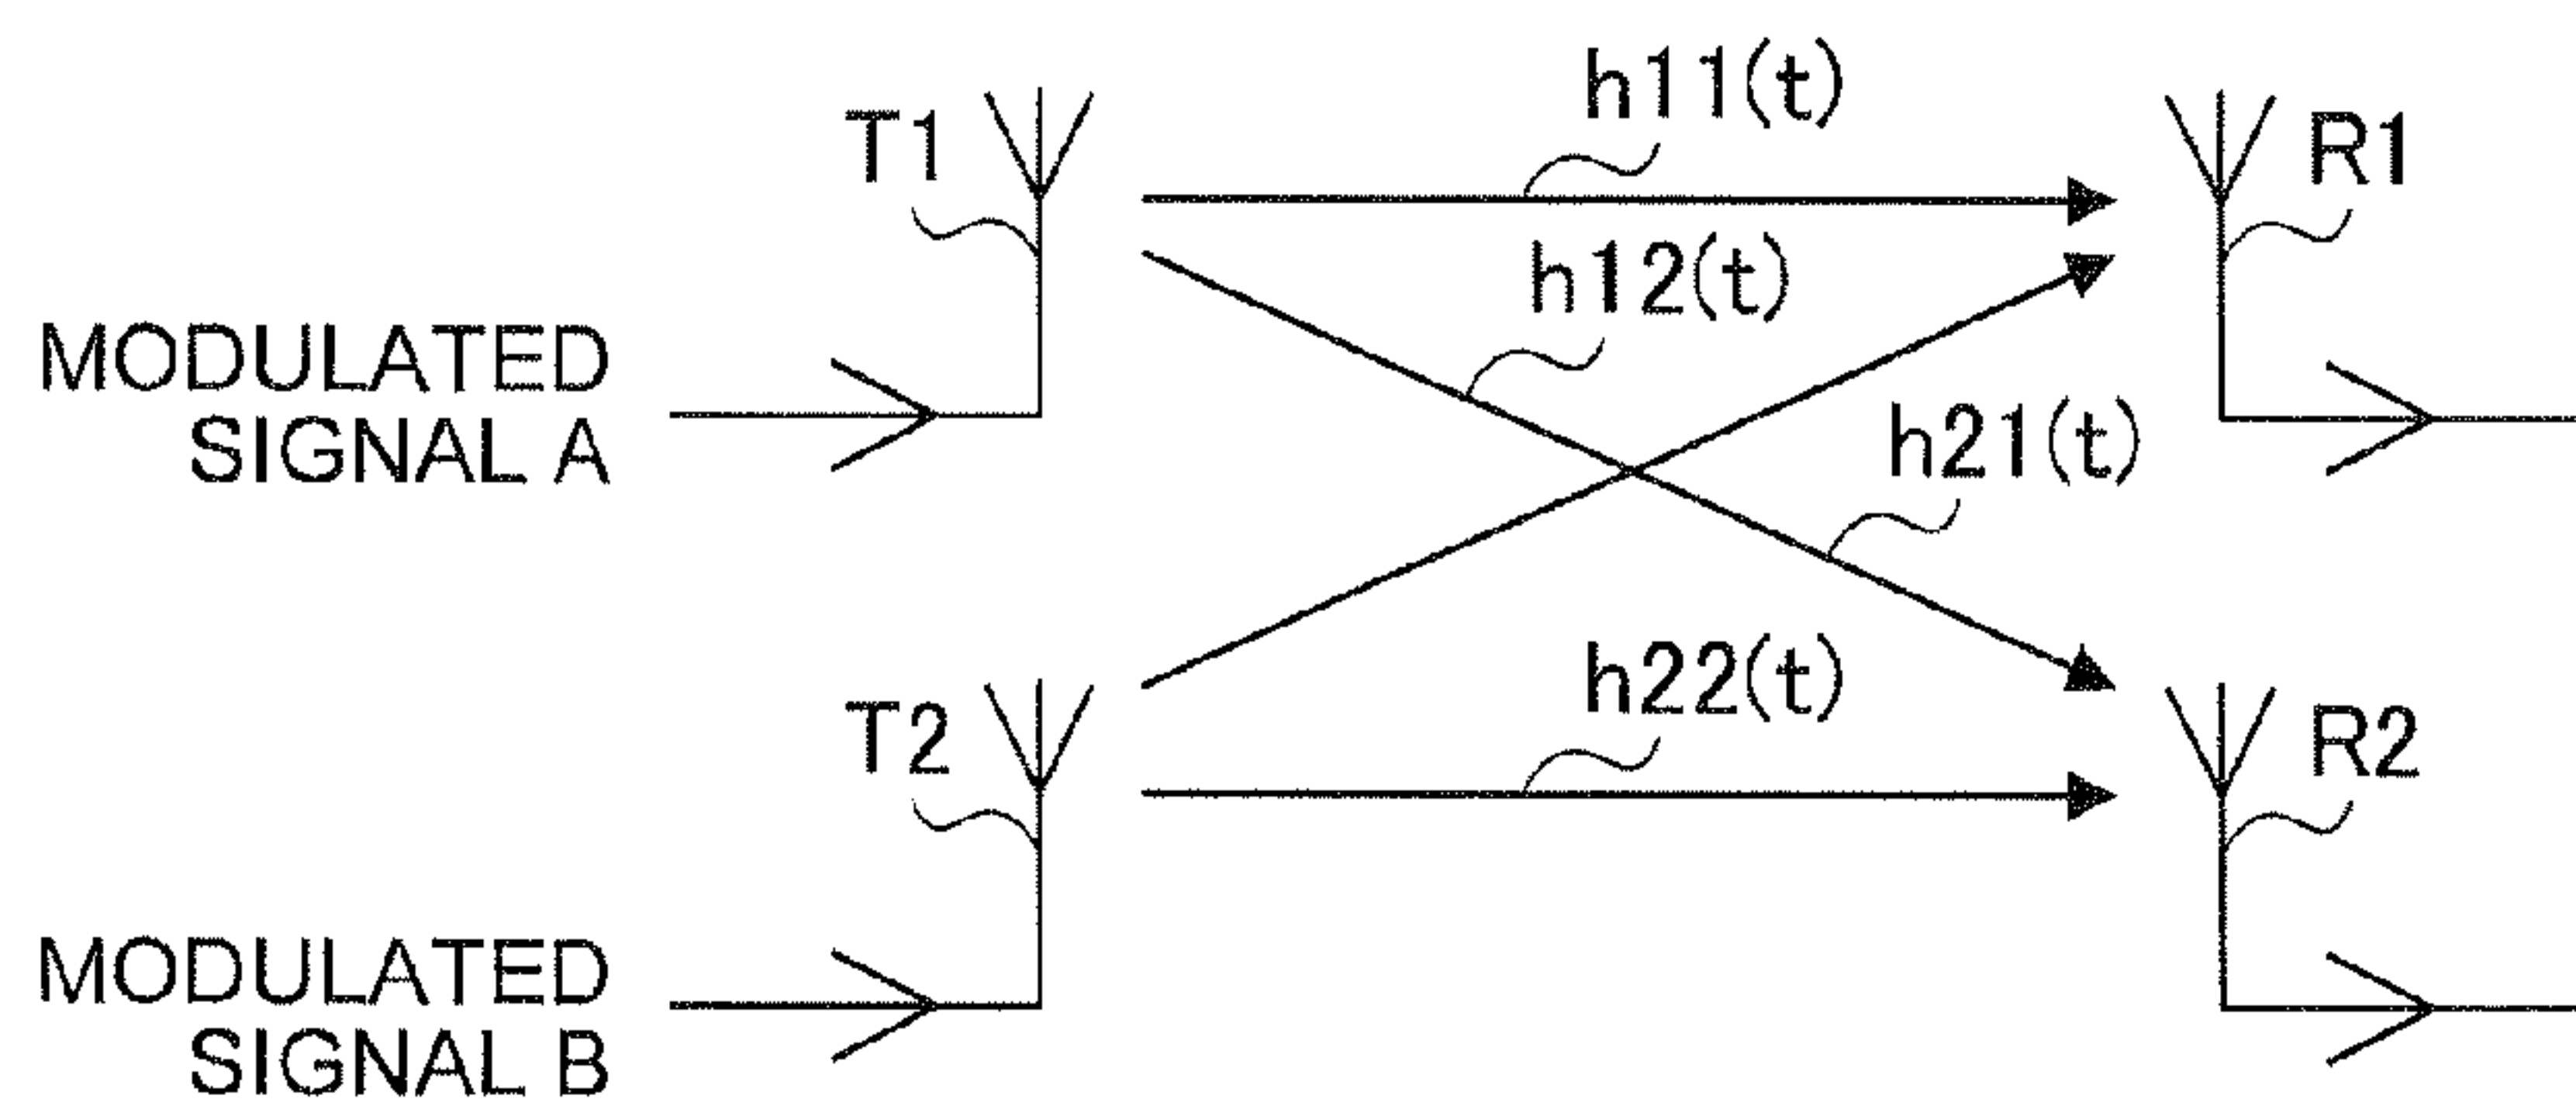 h11(t)
T1
R1
h12(t)
MODULATED
SIGNAL A
h21(t)
h22(t)
T2
R2
MODULATED
SIGNAL B